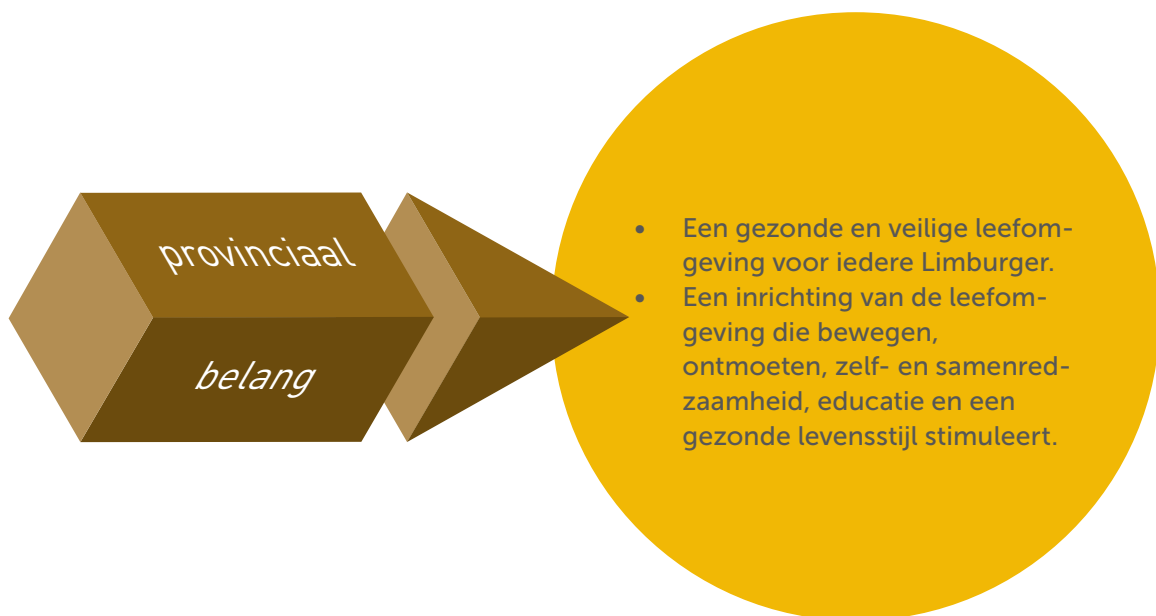 provinciaal
belang
• Een gezonde en veilige leefom-
geving voor iedere Limburger.
• Een inrichting van de leefom-
geving die bewegen,
ontmoeten, zelf- en samenred-
zaamheid, educatie en een
gezonde levensstijl stimuleert.